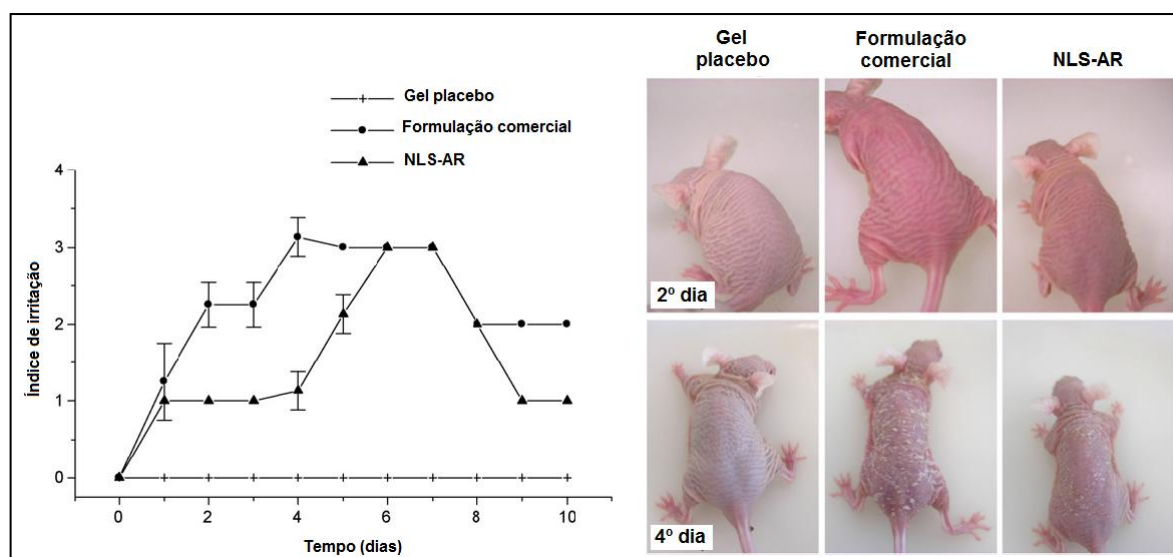 Gel placebo
Formulação comercial
NLS-AR
Índice de irritação
4
3
2
1
0
0 2 4 6 8 10
Tempo (dias)
Gel
placebo
Formulação
comercial
NLS-AR
2º dia
4º dia